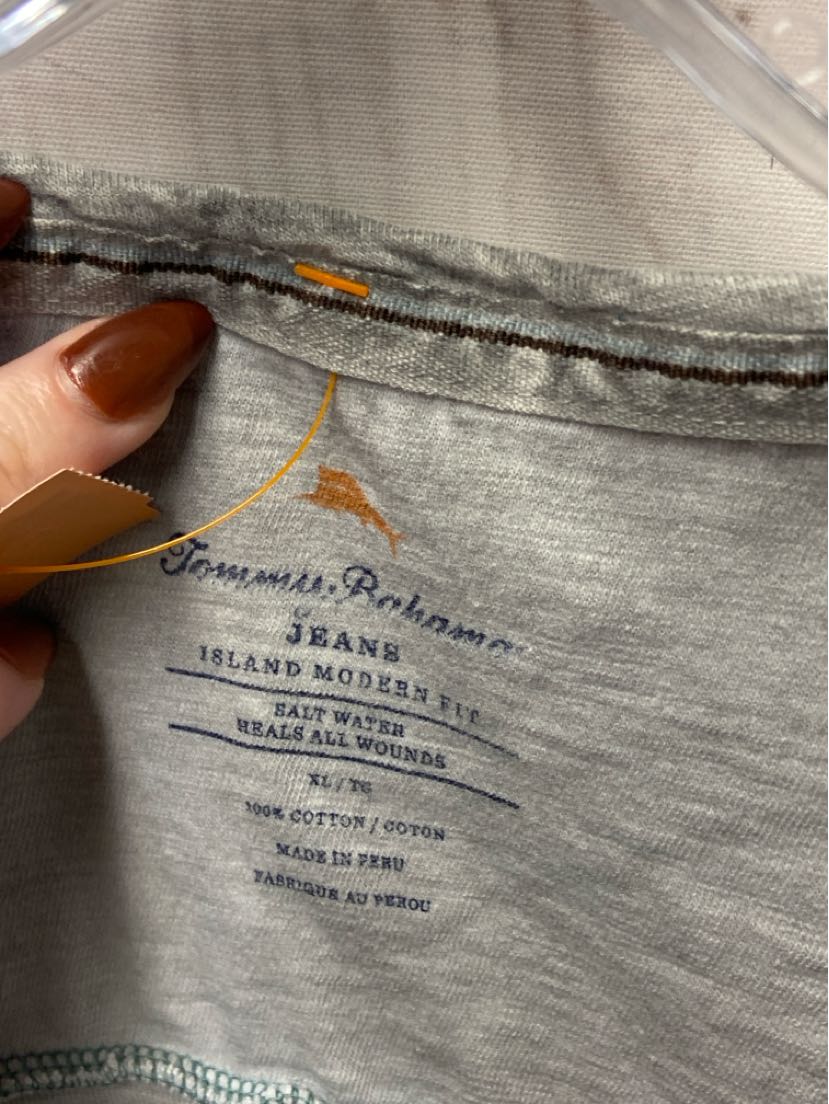 Tommy Bahama
JEANS
ISLAND MODERN FIT
SALT WATER
HEALS ALL WOUNDS
XL / TG
100% COTTON / COTON
MADE IN PERU
FABRIQUÉ AU PEROU